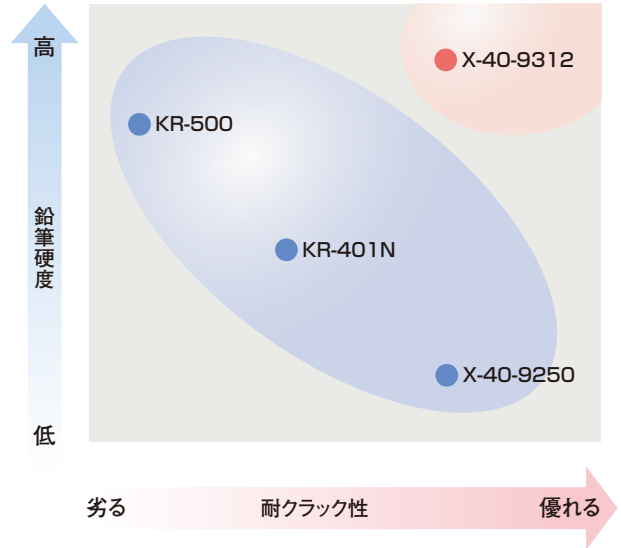 高
X-40-9312
KR-500
鉛筆硬度
KR-401N
X-40-9250
低
劣る
耐クラック性
優れる